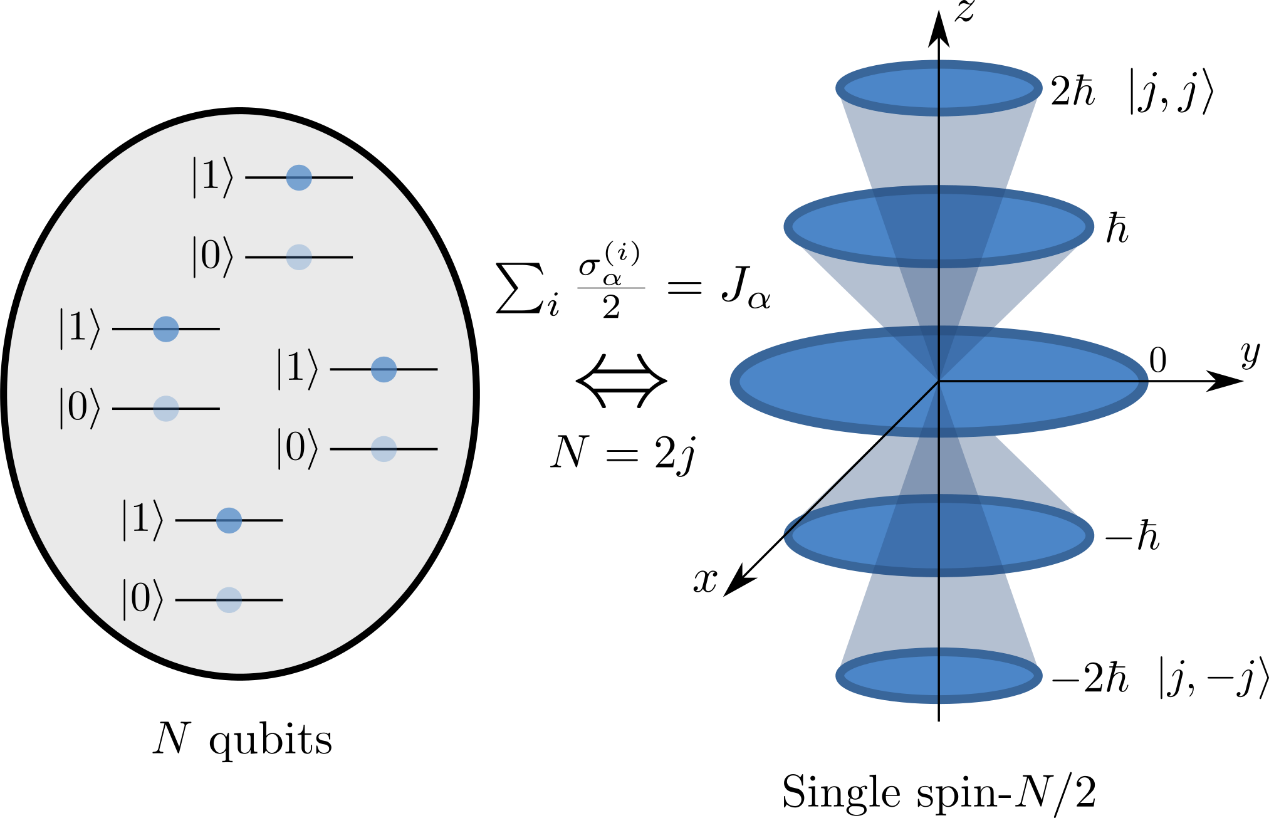 |1⟩
|0⟩
|1⟩
|0⟩
|1⟩
|0⟩
|1⟩
|0⟩
N qubits
∑ᵢ σ_α^{(i)}/2 = J_α
⇔
N = 2j
z
2ℏ |j, j⟩
ℏ
0
y
x
−ℏ
−2ℏ |j, −j⟩
Single spin-N/2